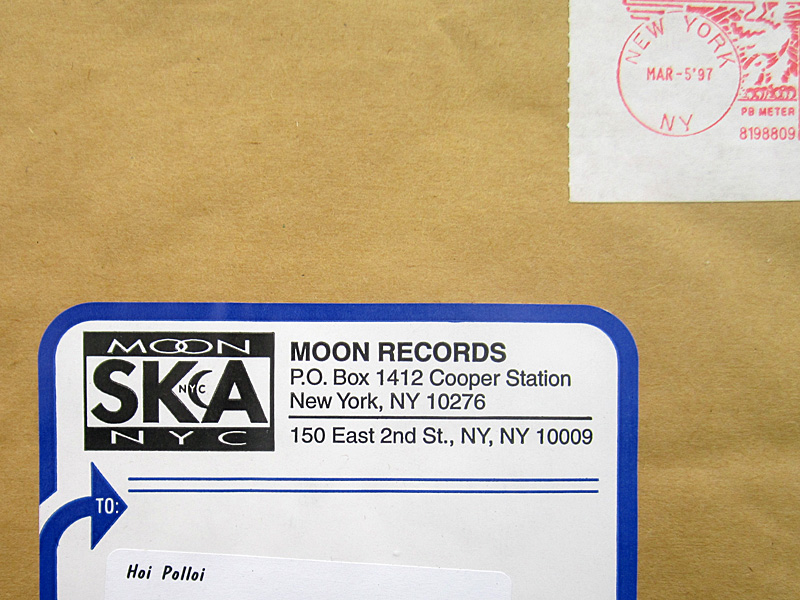 NEW YORK
MAR-5'97
NY
PB METER
8198809
MOON
SKA
NYC
NYC
MOON RECORDS
P.O. Box 1412 Cooper Station
New York, NY 10276
150 East 2nd St., NY, NY 10009
TO:
Hoi Polloi